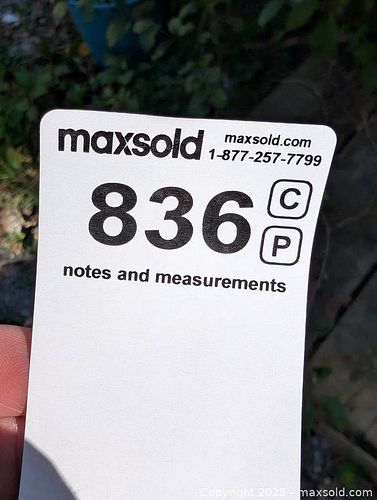 maxsold
maxsold.com
1-877-257-7799
836
C
P
notes and measurements
Copyright 2025 - maxsold.com